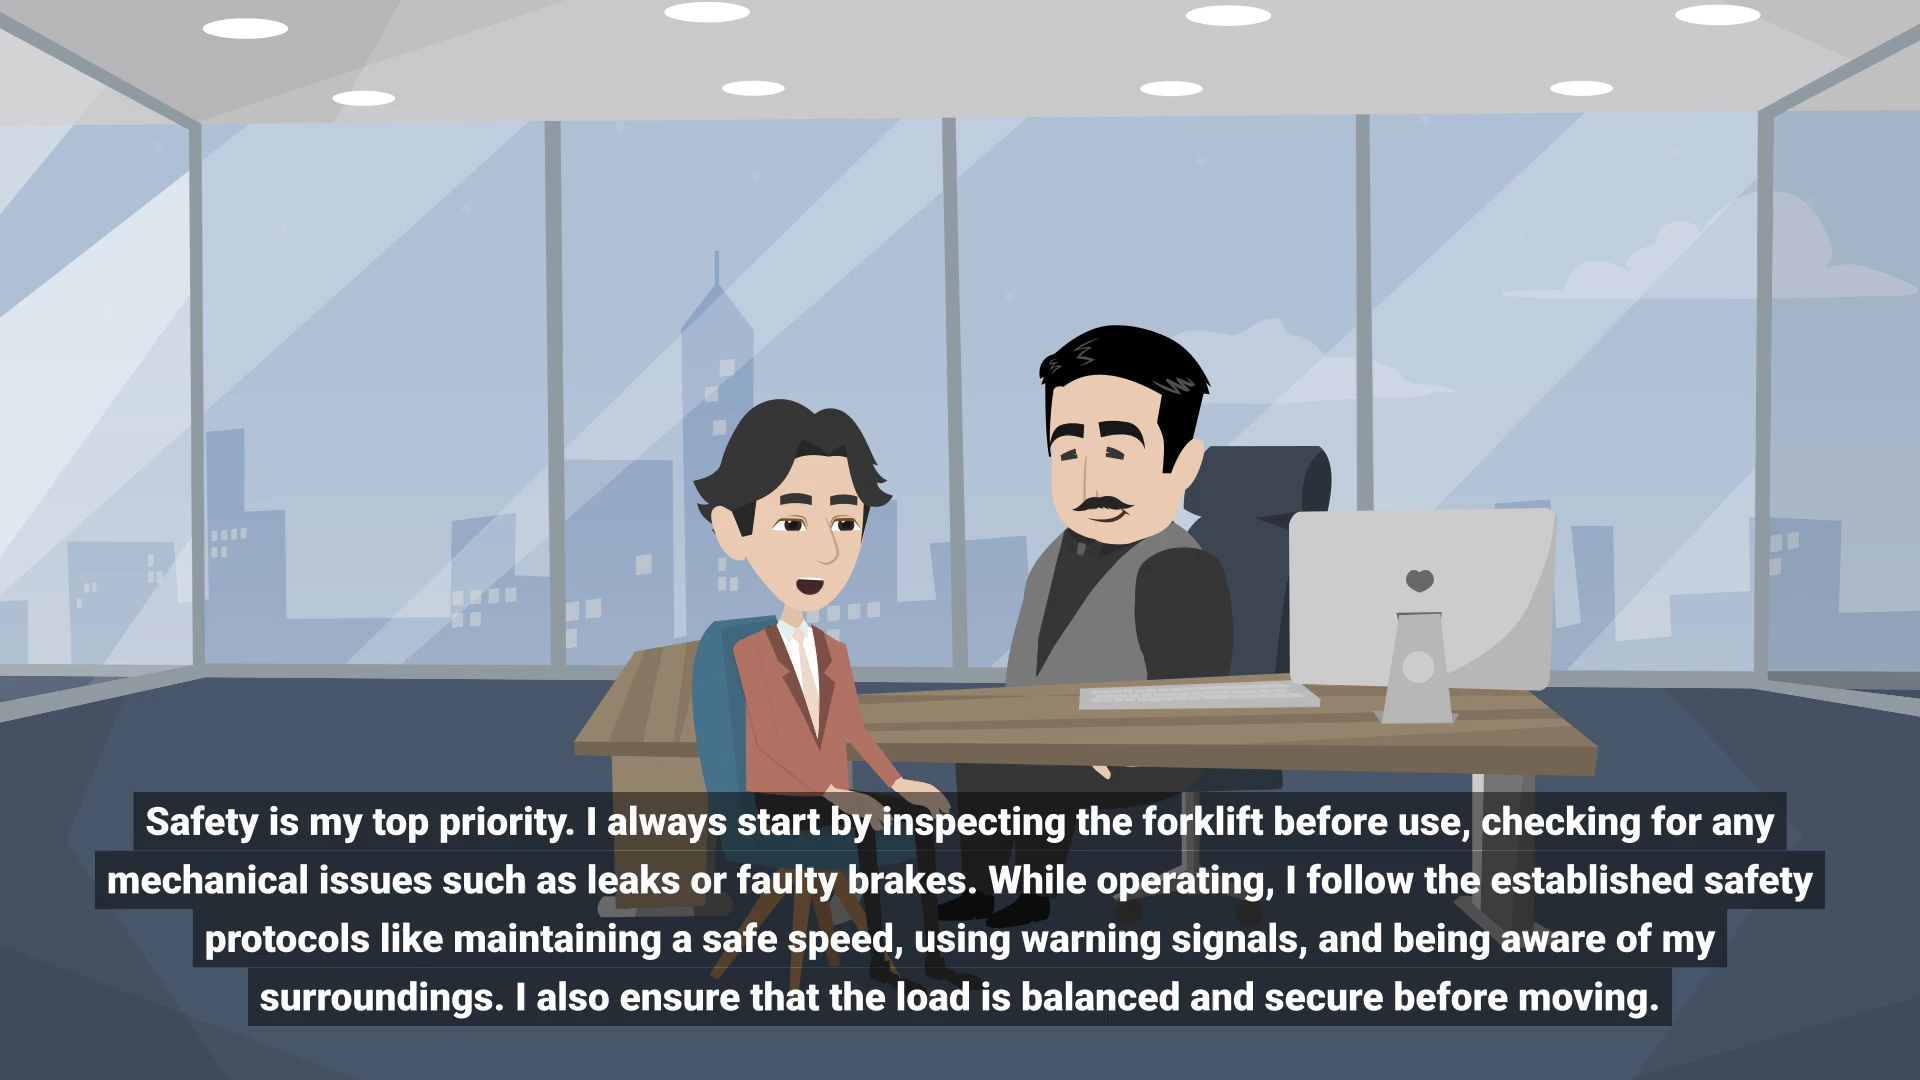 Safety is my top priority. I always start by inspecting the forklift before use, checking for any
mechanical issues such as leaks or faulty brakes. While operating, I follow the established safety
protocols like maintaining a safe speed, using warning signals, and being aware of my
surroundings. I also ensure that the load is balanced and secure before moving.